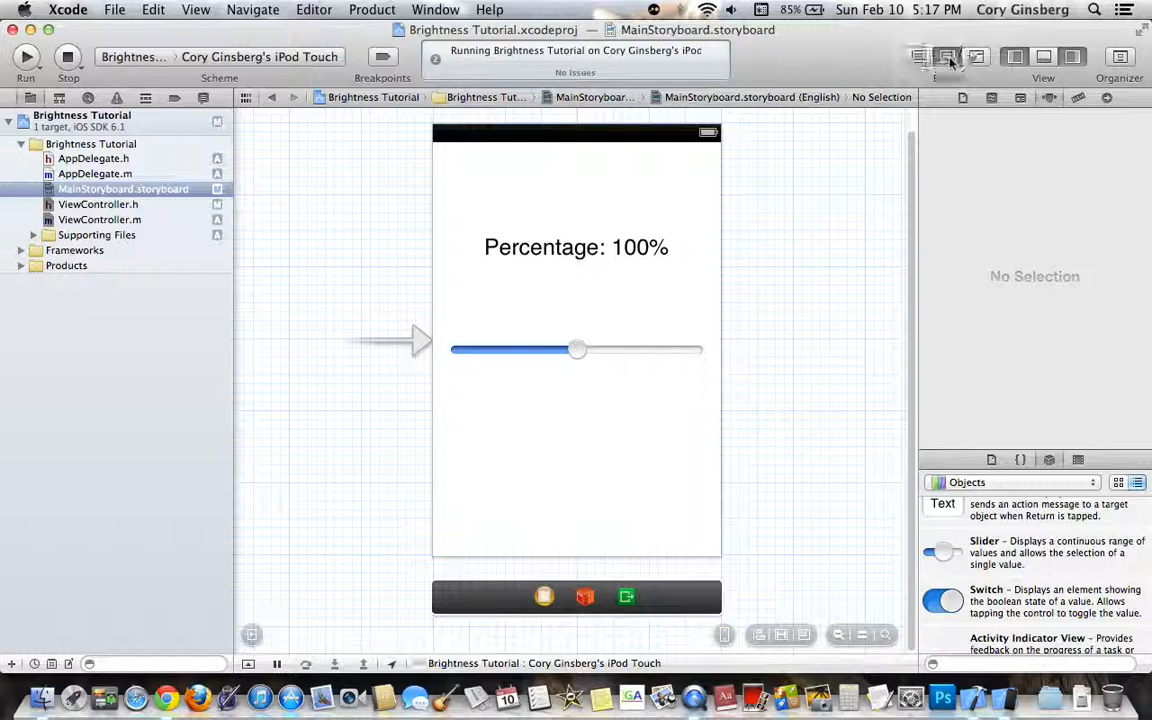 Xcode File Edit View Navigate Editor Product Window Help 85% Sun Feb 10 5:17 PM Cory Ginsberg
Brightness Tutorial.xcodeproj — MainStoryboard.storyboard
Brightnes... Cory Ginsberg's iPod Touch
Running Brightness Tutorial on Cory Ginsberg's iPod
2
No Issues
Run Stop Scheme Breakpoints View Organizer
Brightness Tutorial Brightness Tut... MainStoryboar... MainStoryboard.storyboard (English) No Selection
Brightness Tutorial M
1 target, iOS SDK 6.1
Brightness Tutorial
h AppDelegate.h A
m AppDelegate.m A
MainStoryboard.storyboard M
h ViewController.h M
m ViewController.m A
Supporting Files
Frameworks
Products
Percentage: 100%
No Selection
Objects
Text sends an action message to a target
object when Return is tapped.
Slider – Displays a continuous range of
values and allows the selection of a
single value.
Switch – Displays an element showing
the boolean state of a value. Allows
tapping the control to toggle the value.
Activity Indicator View – Provides
feedback on the progress of a task or
Brightness Tutorial : Cory Ginsberg's iPod Touch
10
GA
Aa
Ps